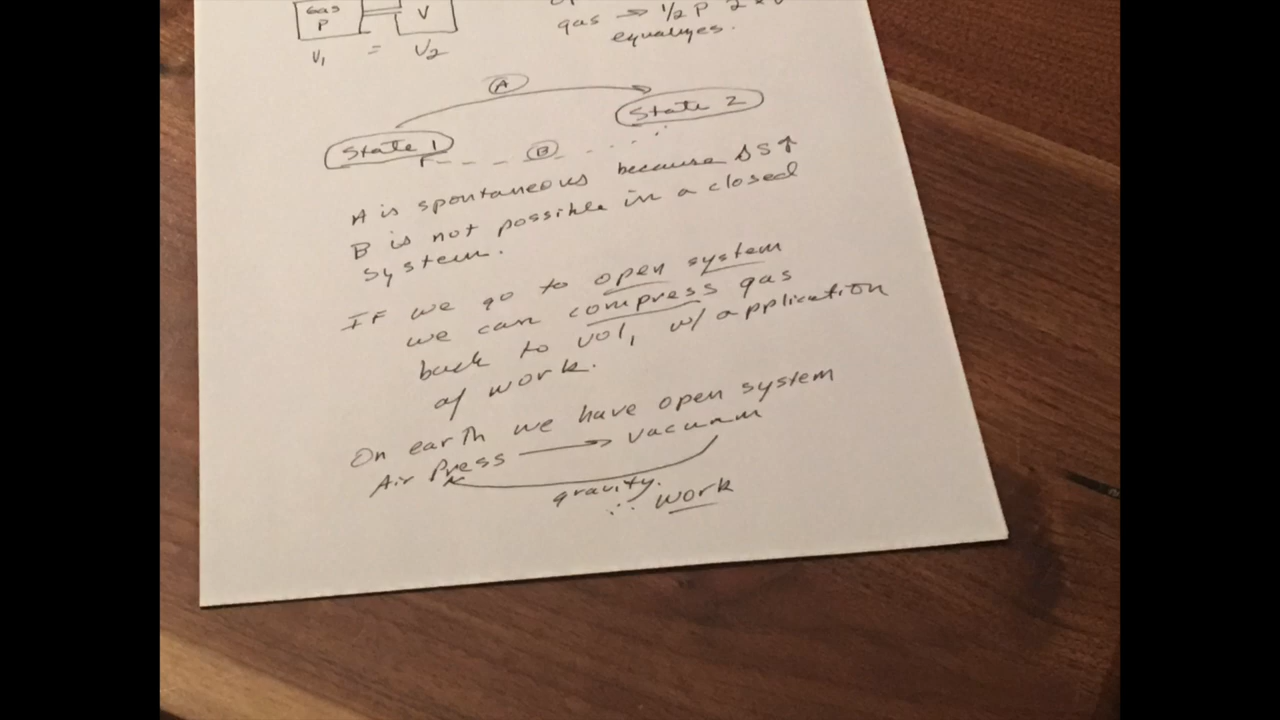 Gas
P
V
V₁ = V₂
gas → 1/2 P 2 x V
equalizes.
A
State 1
State 2
B
A is spontaneous because ΔS↑
B is not possible in a closed
system.
IF we go to open system
we can compress gas
back to vol, w/ application
of work.
On earth we have open system
Air Press → vacuum
gravity.
∴ work